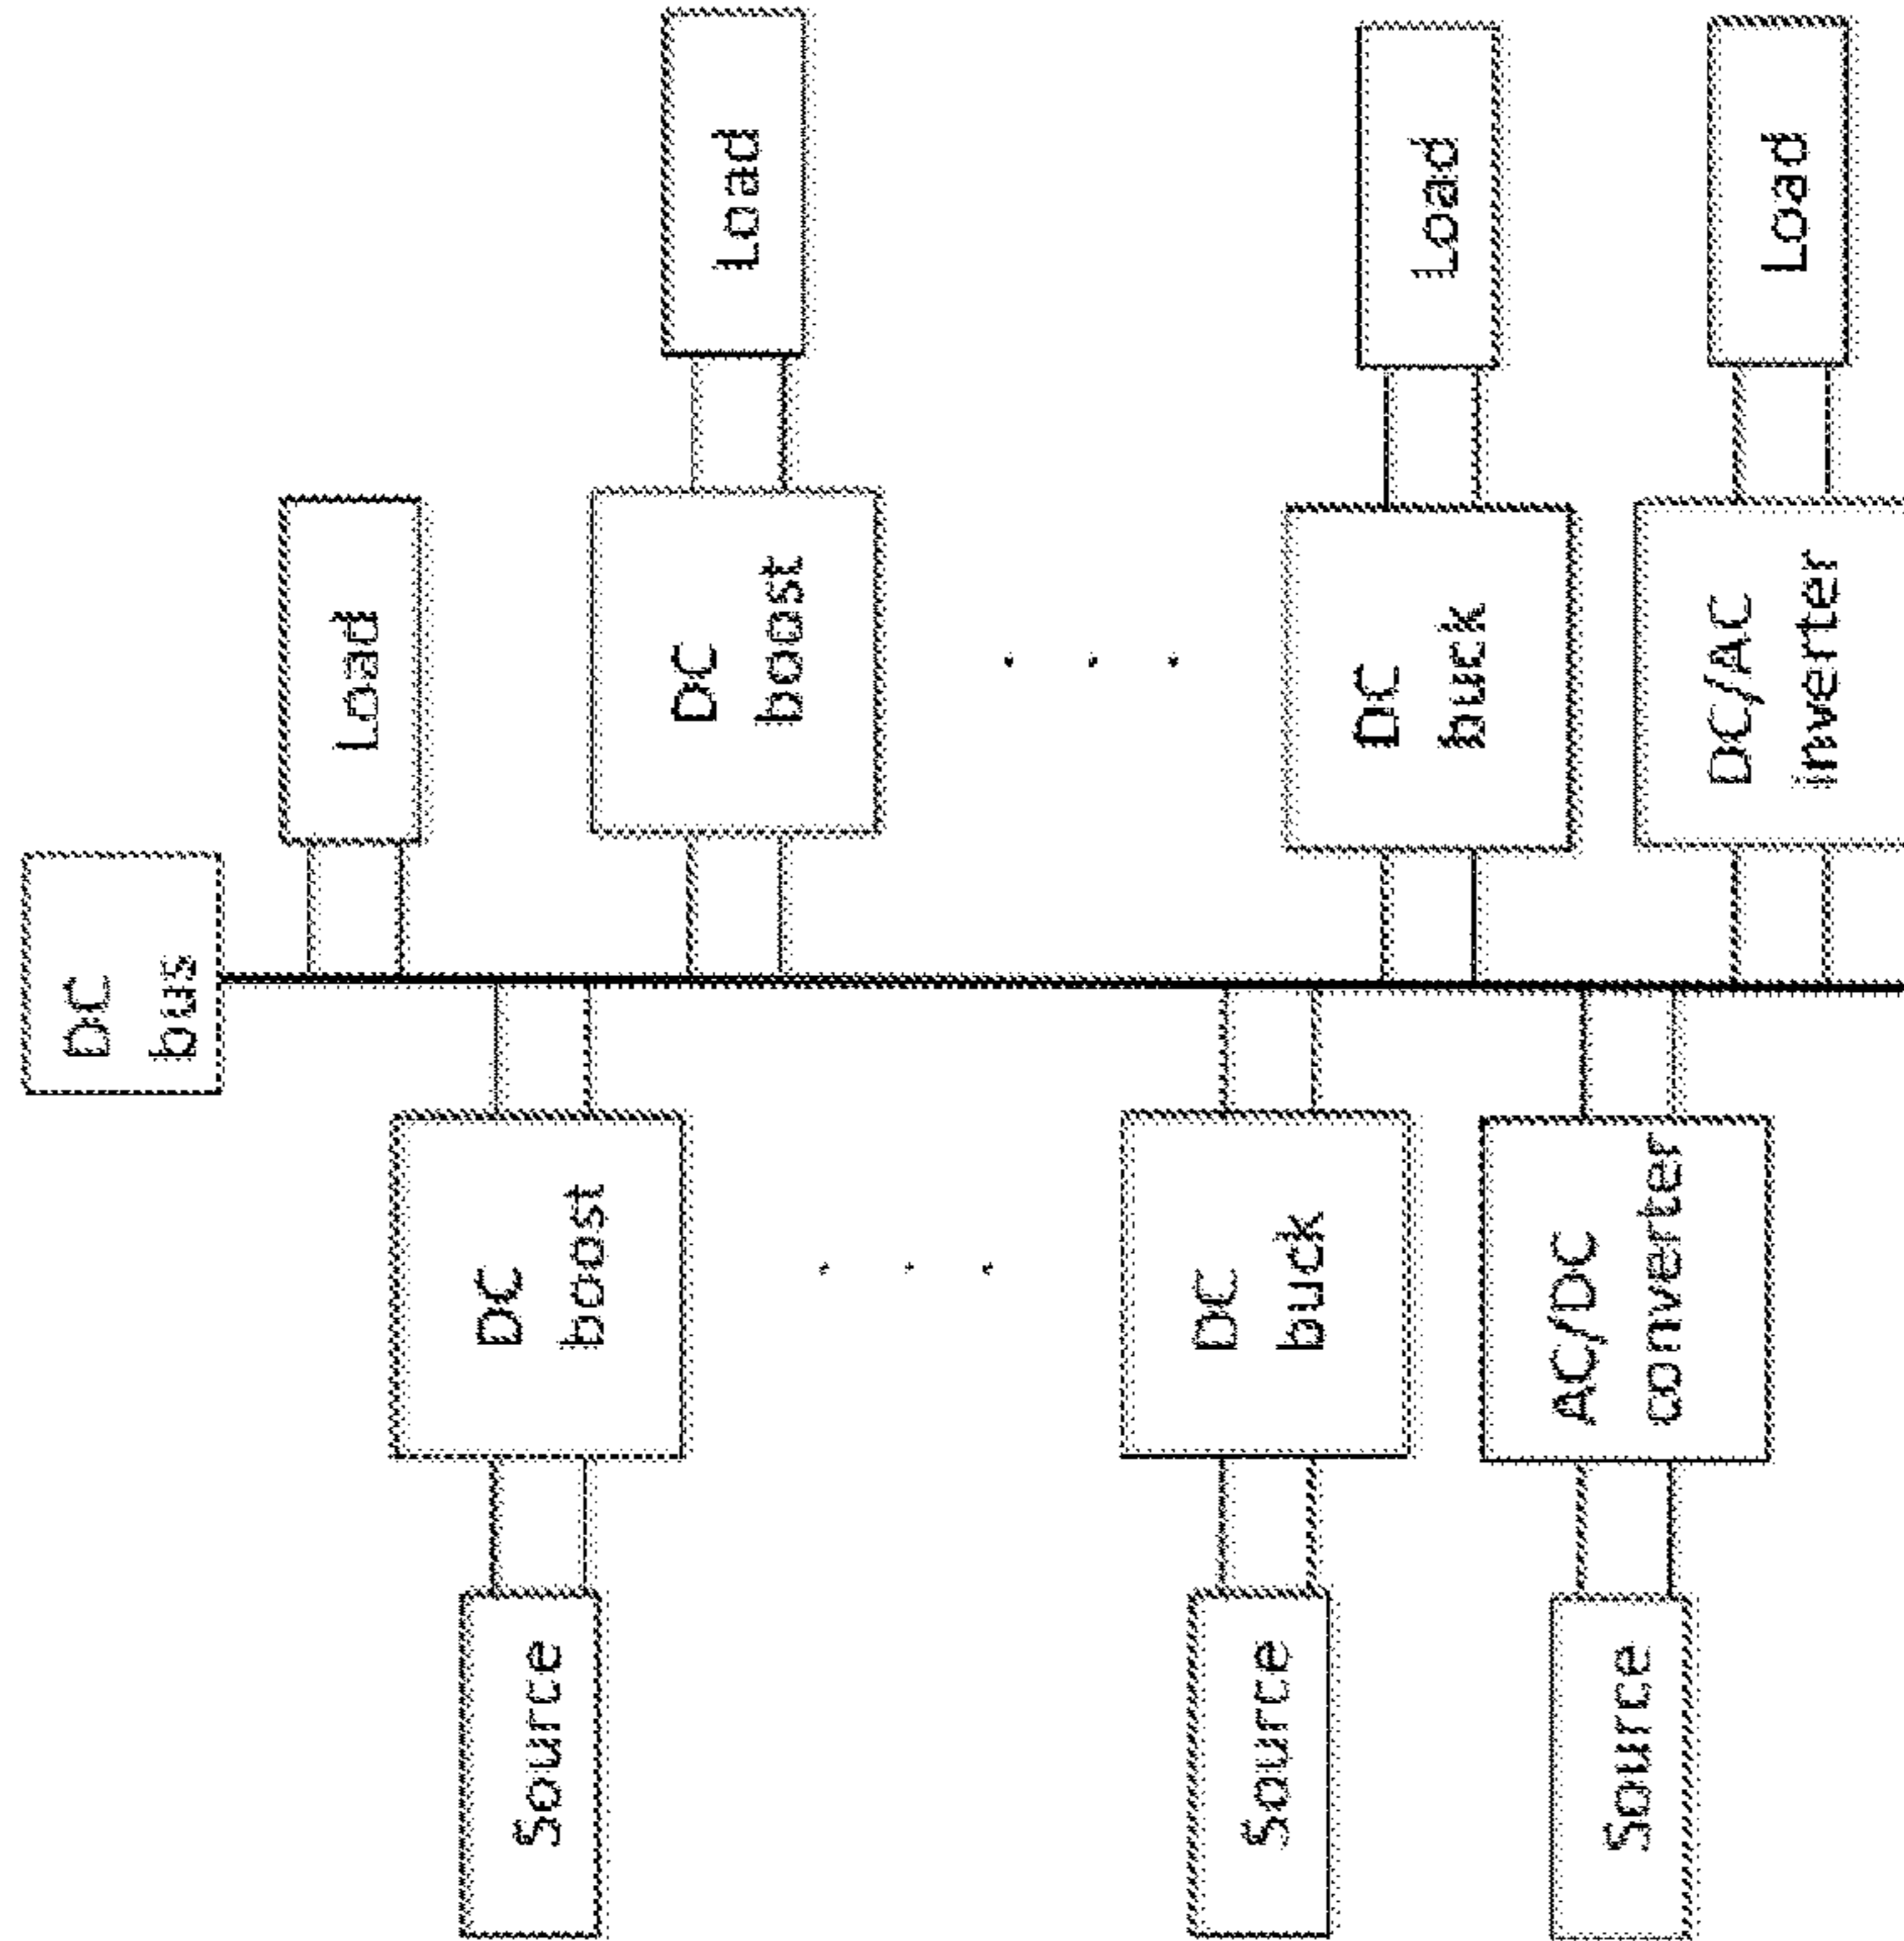 DC
bus
Load
DC
boost
Load
DC
buck
Load
DC/AC
inverter
Load
Source
DC
boost
Source
DC
buck
Source
AC/DC
converter